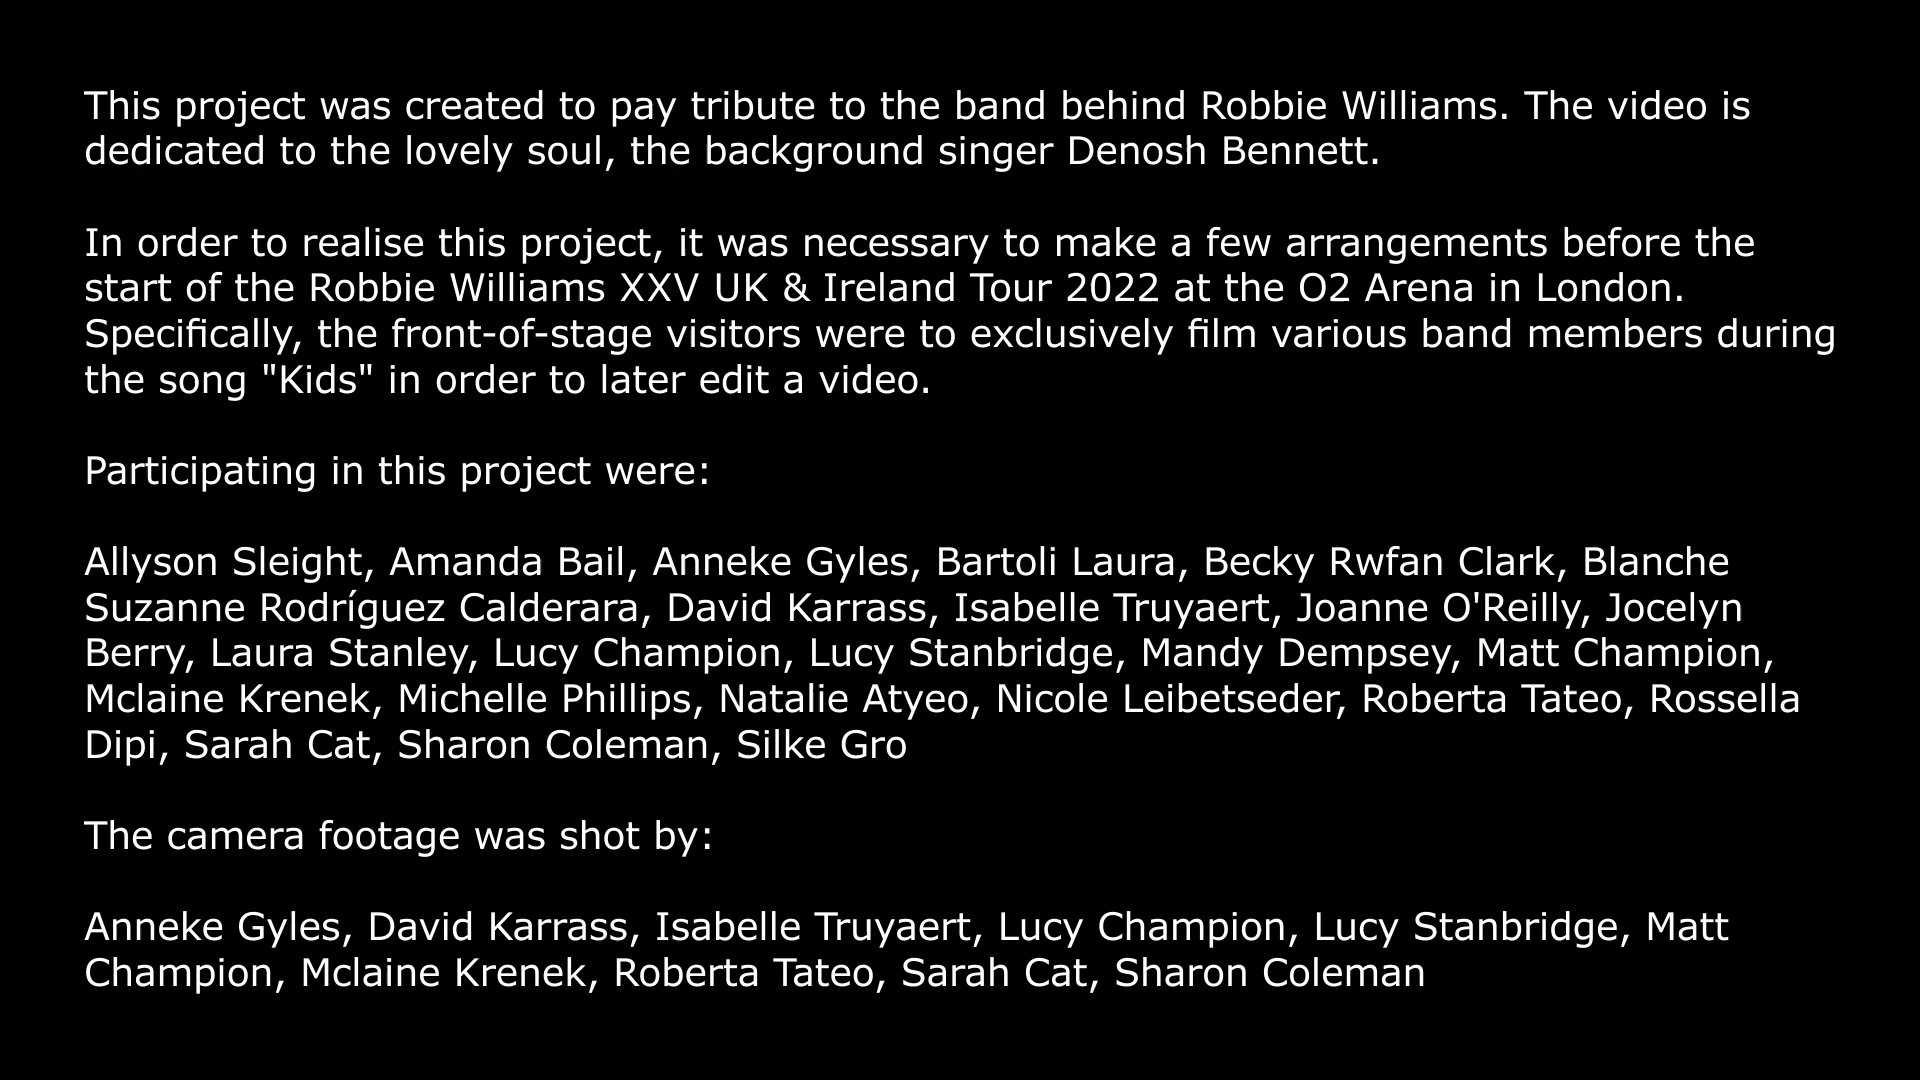 This project was created to pay tribute to the band behind Robbie Williams. The video is
dedicated to the lovely soul, the background singer Denosh Bennett.
In order to realise this project, it was necessary to make a few arrangements before the
start of the Robbie Williams XXV UK & Ireland Tour 2022 at the O2 Arena in London.
Specifically, the front-of-stage visitors were to exclusively film various band members during
the song "Kids" in order to later edit a video.
Participating in this project were:
Allyson Sleight, Amanda Bail, Anneke Gyles, Bartoli Laura, Becky Rwfan Clark, Blanche
Suzanne Rodríguez Calderara, David Karrass, Isabelle Truyaert, Joanne O'Reilly, Jocelyn
Berry, Laura Stanley, Lucy Champion, Lucy Stanbridge, Mandy Dempsey, Matt Champion,
Mclaine Krenek, Michelle Phillips, Natalie Atyeo, Nicole Leibetseder, Roberta Tateo, Rossella
Dipi, Sarah Cat, Sharon Coleman, Silke Gro
The camera footage was shot by:
Anneke Gyles, David Karrass, Isabelle Truyaert, Lucy Champion, Lucy Stanbridge, Matt
Champion, Mclaine Krenek, Roberta Tateo, Sarah Cat, Sharon Coleman